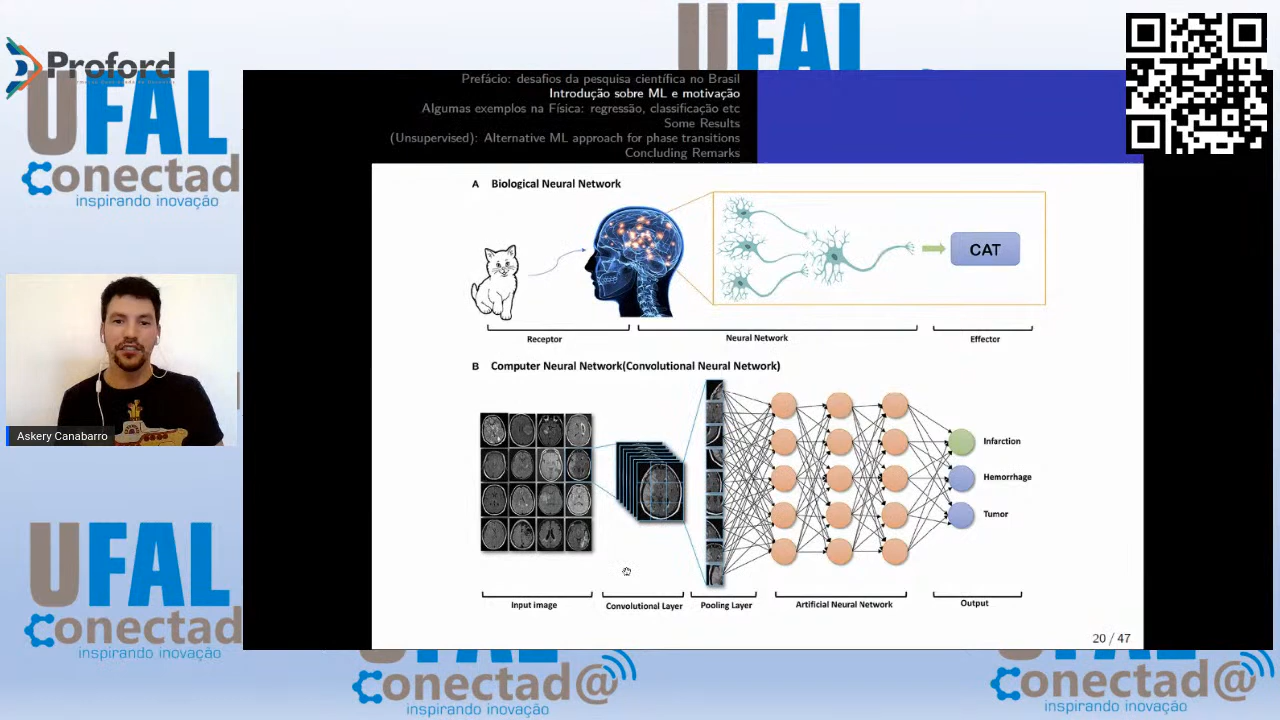 Proford
UFAL
Conectad
inspirando inovação
UFAL
Prefácio: desafios da pesquisa científica no Brasil
Introdução sobre ML e motivação
Algumas exemplos na Física: regressão, classificação etc
Some Results
(Unsupervised): Alternative ML approach for phase transitions
Concluding Remarks
A Biological Neural Network
CAT
Receptor
Neural Network
Effector
B Computer Neural Network(Convolutional Neural Network)
Infarction
Hemorrhage
Tumor
Input image
Convolutional Layer
Pooling Layer
Artificial Neural Network
Output
20 / 47
Askery Canabarro
UFAL
Conectad
inspirando inovação
Conectad@
inspirando inovação
Conectad@
inspirando inovação